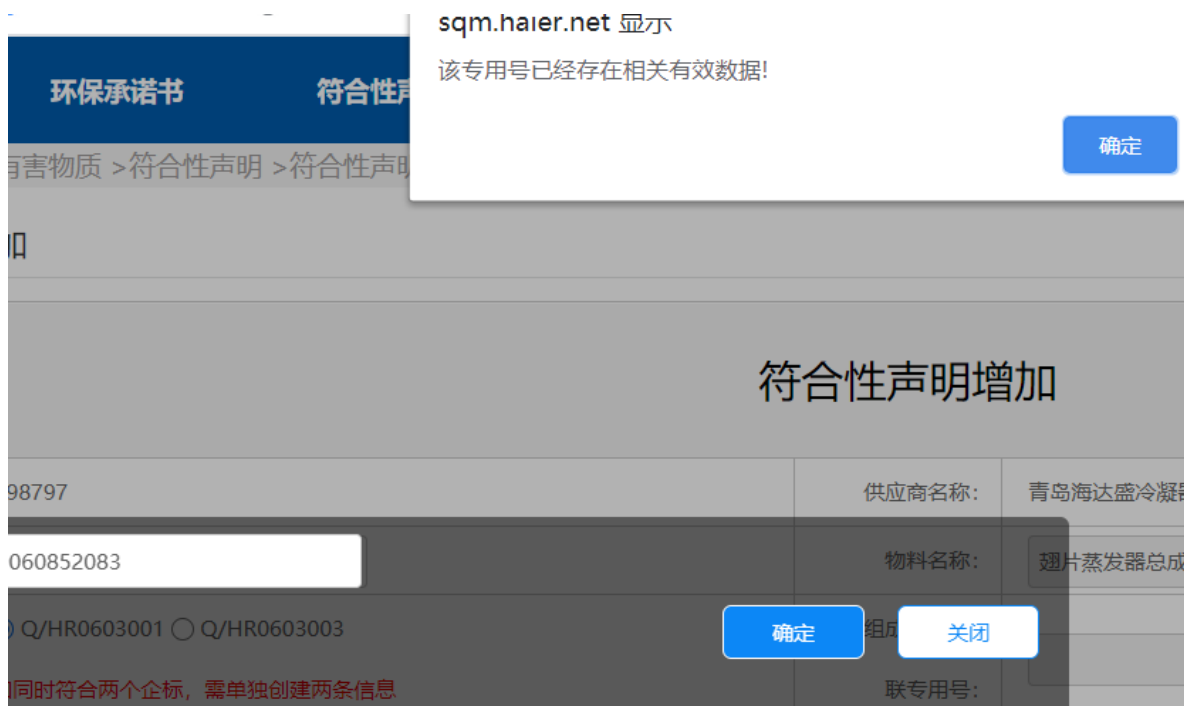 sqm.haier.net 显示
该专用号已经存在相关有效数据!
确定
环保承诺书
符合性声
害物质 >符合性声明 >符合性声明
加
符合性声明增加
98797
供应商名称:
青岛海达盛冷凝器
060852083
物料名称:
翅片蒸发器总成
Q/HR0603001
Q/HR0603003
组成
确定
关闭
同时符合两个企标，需单独创建两条信息
联专用号: